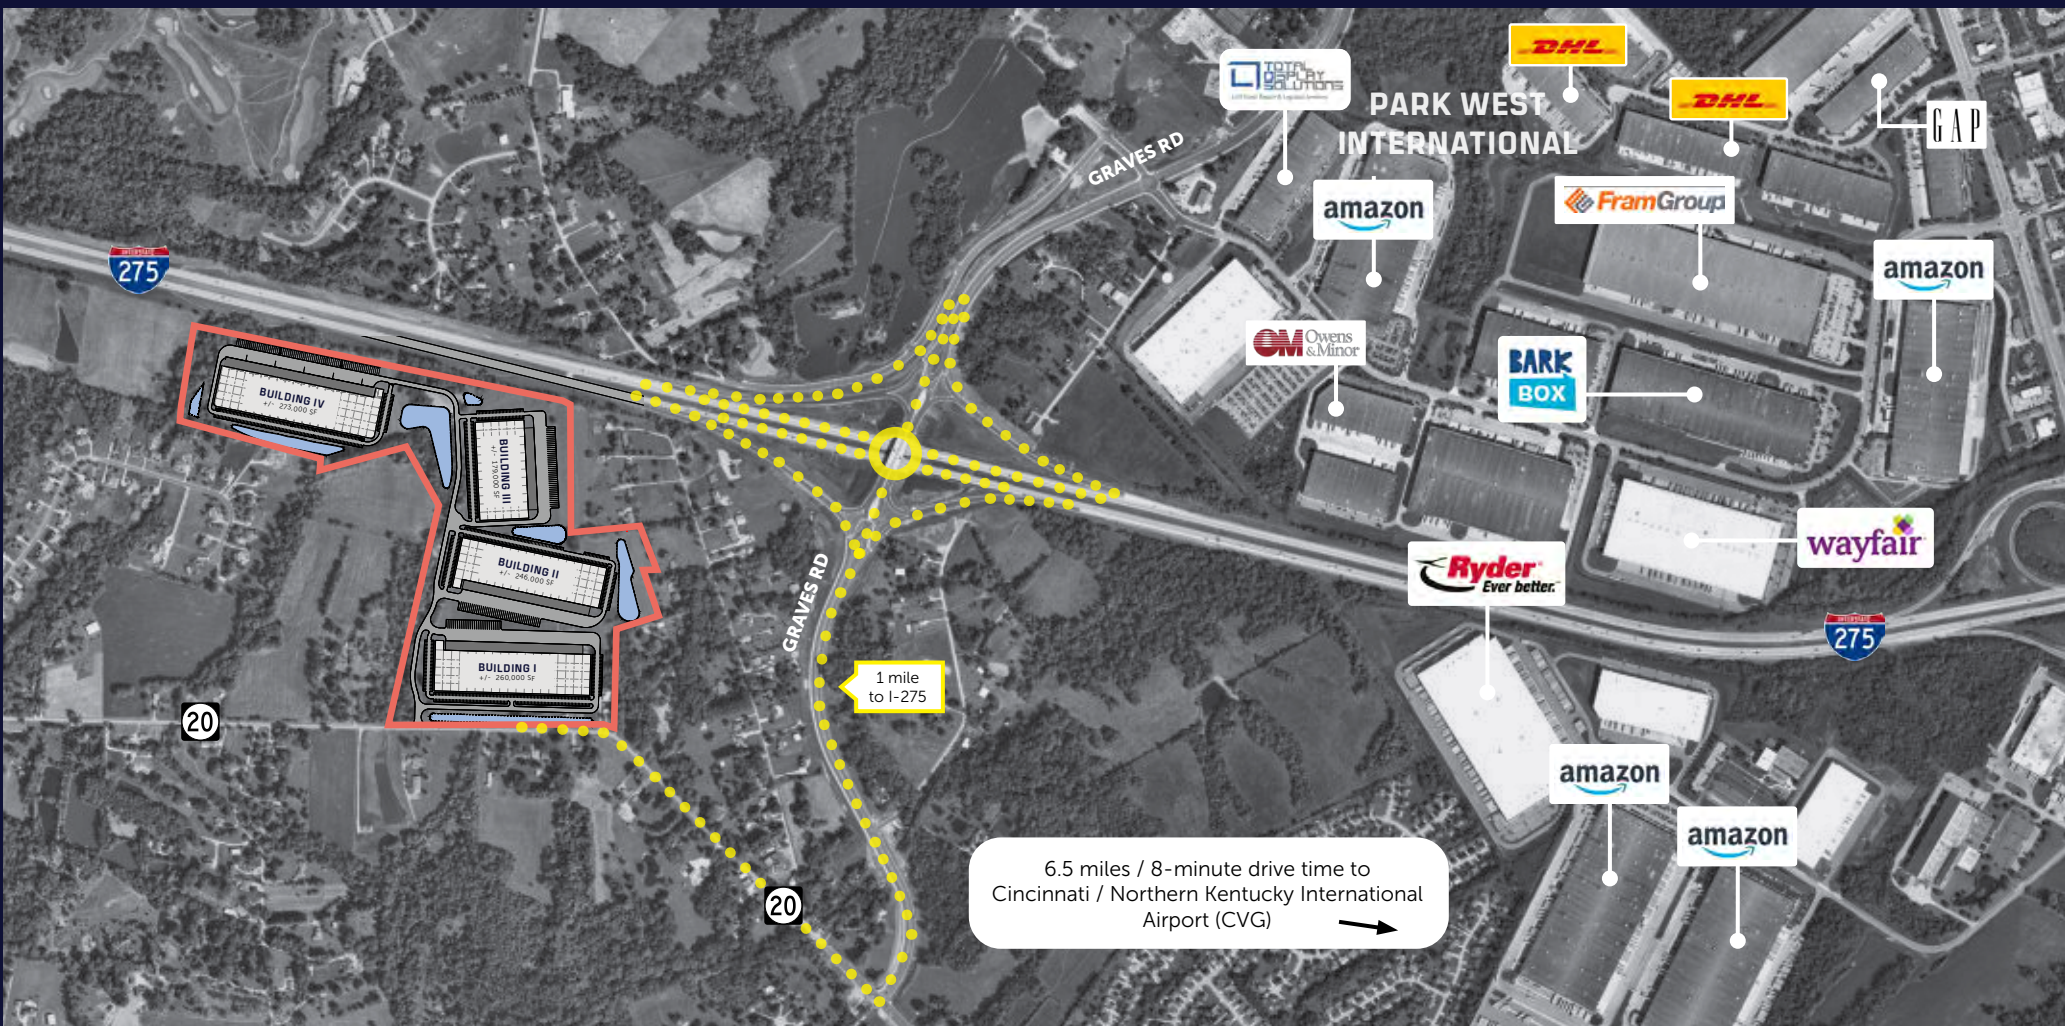 DHL
TOTAL
DISPLAY
SOLUTIONS
PARK WEST
INTERNATIONAL
DHL
GAP
GRAVES RD
amazon
FramGroup
INTERSTATE
275
amazon
OM Owens
&Minor
BARK
BOX
BUILDING IV
+/- 273,000 SF
BUILDING III
+/- 179,000 SF
wayfair
BUILDING II
+/- 246,000 SF
Ryder
Ever better.
GRAVES RD
INTERSTATE
275
BUILDING I
+/- 260,000 SF
1 mile
to I-275
20
amazon
amazon
20
6.5 miles / 8-minute drive time to
Cincinnati / Northern Kentucky International
Airport (CVG)